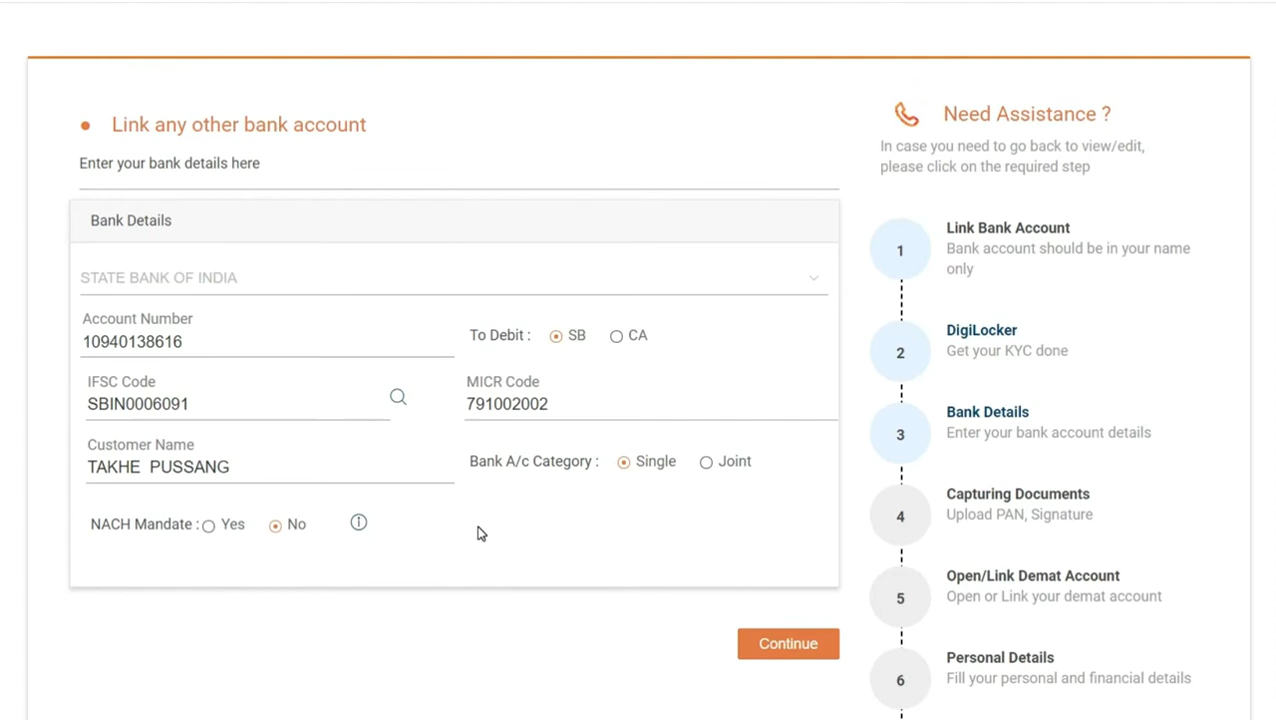 Link any other bank account
Enter your bank details here
Bank Details
STATE BANK OF INDIA
Account Number
10940138616
To Debit : SB CA
IFSC Code
SBIN0006091
MICR Code
791002002
Customer Name
TAKHE PUSSANG
Bank A/c Category : Single Joint
NACH Mandate : Yes No
Continue
Need Assistance ?
In case you need to go back to view/edit,
please click on the required step
1
Link Bank Account
Bank account should be in your name
only
2
DigiLocker
Get your KYC done
3
Bank Details
Enter your bank account details
4
Capturing Documents
Upload PAN, Signature
5
Open/Link Demat Account
Open or Link your demat account
6
Personal Details
Fill your personal and financial details